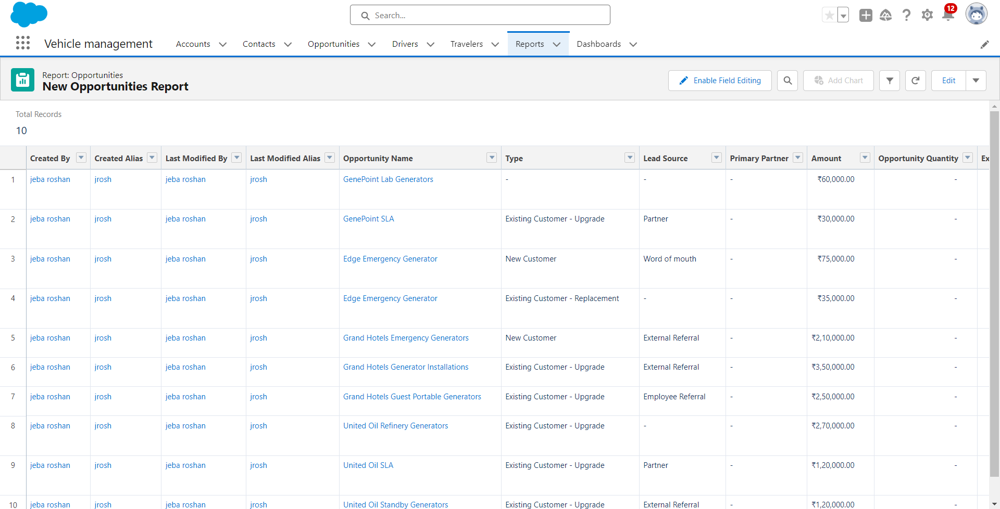 Search...
12
Vehicle management Accounts Contacts Opportunities Drivers Travelers Reports Dashboards
Report: Opportunities
New Opportunities Report
Enable Field Editing Add Chart Edit
Total Records
10
Created By Created Alias Last Modified By Last Modified Alias Opportunity Name Type Lead Source Primary Partner Amount Opportunity Quantity Ex
1 jeba roshan jrosh jeba roshan jrosh GenePoint Lab Generators - - - ₹60,000.00 -
2 jeba roshan jrosh jeba roshan jrosh GenePoint SLA Existing Customer - Upgrade Partner - ₹30,000.00 -
3 jeba roshan jrosh jeba roshan jrosh Edge Emergency Generator New Customer Word of mouth - ₹75,000.00 -
4 jeba roshan jrosh jeba roshan jrosh Edge Emergency Generator Existing Customer - Replacement - - ₹35,000.00 -
5 jeba roshan jrosh jeba roshan jrosh Grand Hotels Emergency Generators New Customer External Referral - ₹2,10,000.00 -
6 jeba roshan jrosh jeba roshan jrosh Grand Hotels Generator Installations Existing Customer - Upgrade External Referral - ₹3,50,000.00 -
7 jeba roshan jrosh jeba roshan jrosh Grand Hotels Guest Portable Generators Existing Customer - Upgrade Employee Referral - ₹2,50,000.00 -
8 jeba roshan jrosh jeba roshan jrosh United Oil Refinery Generators Existing Customer - Upgrade - - ₹2,70,000.00 -
9 jeba roshan jrosh jeba roshan jrosh United Oil SLA Existing Customer - Upgrade Partner - ₹1,20,000.00 -
10 jeba roshan jrosh jeba roshan jrosh United Oil Standby Generators Existing Customer - Upgrade External Referral - ₹1,20,000.00 -